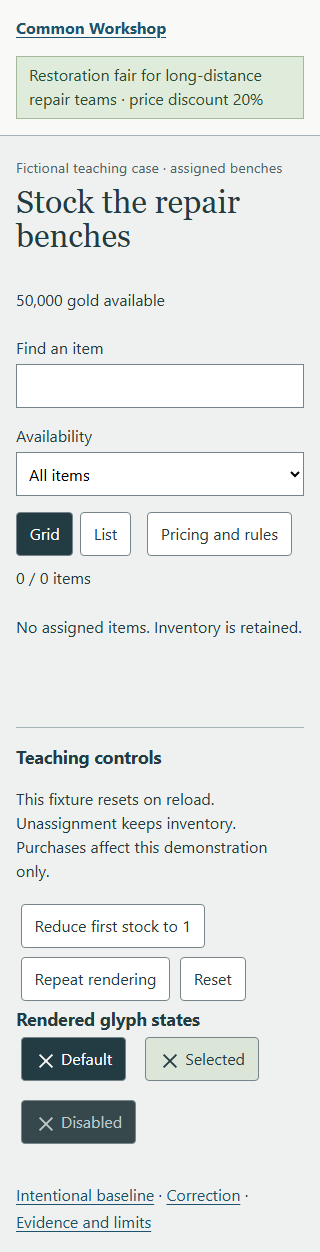 Common Workshop
Restoration fair for long-distance
repair teams · price discount 20%
Fictional teaching case · assigned benches
Stock the repair
benches
50,000 gold available
Find an item
Availability
All items
Grid
List
Pricing and rules
0 / 0 items
No assigned items. Inventory is retained.
Teaching controls
This fixture resets on reload.
Unassignment keeps inventory.
Purchases affect this demonstration
only.
Reduce first stock to 1
Repeat rendering
Reset
Rendered glyph states
Default
Selected
Disabled
Intentional baseline · Correction ·
Evidence and limits